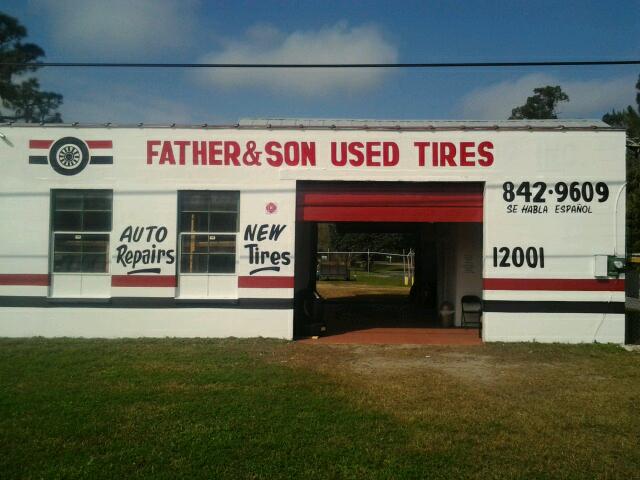 FATHER & SON USED TIRES
842-9609
SE HABLA ESPAÑOL
AUTO
Repairs
NEW
Tires
12001